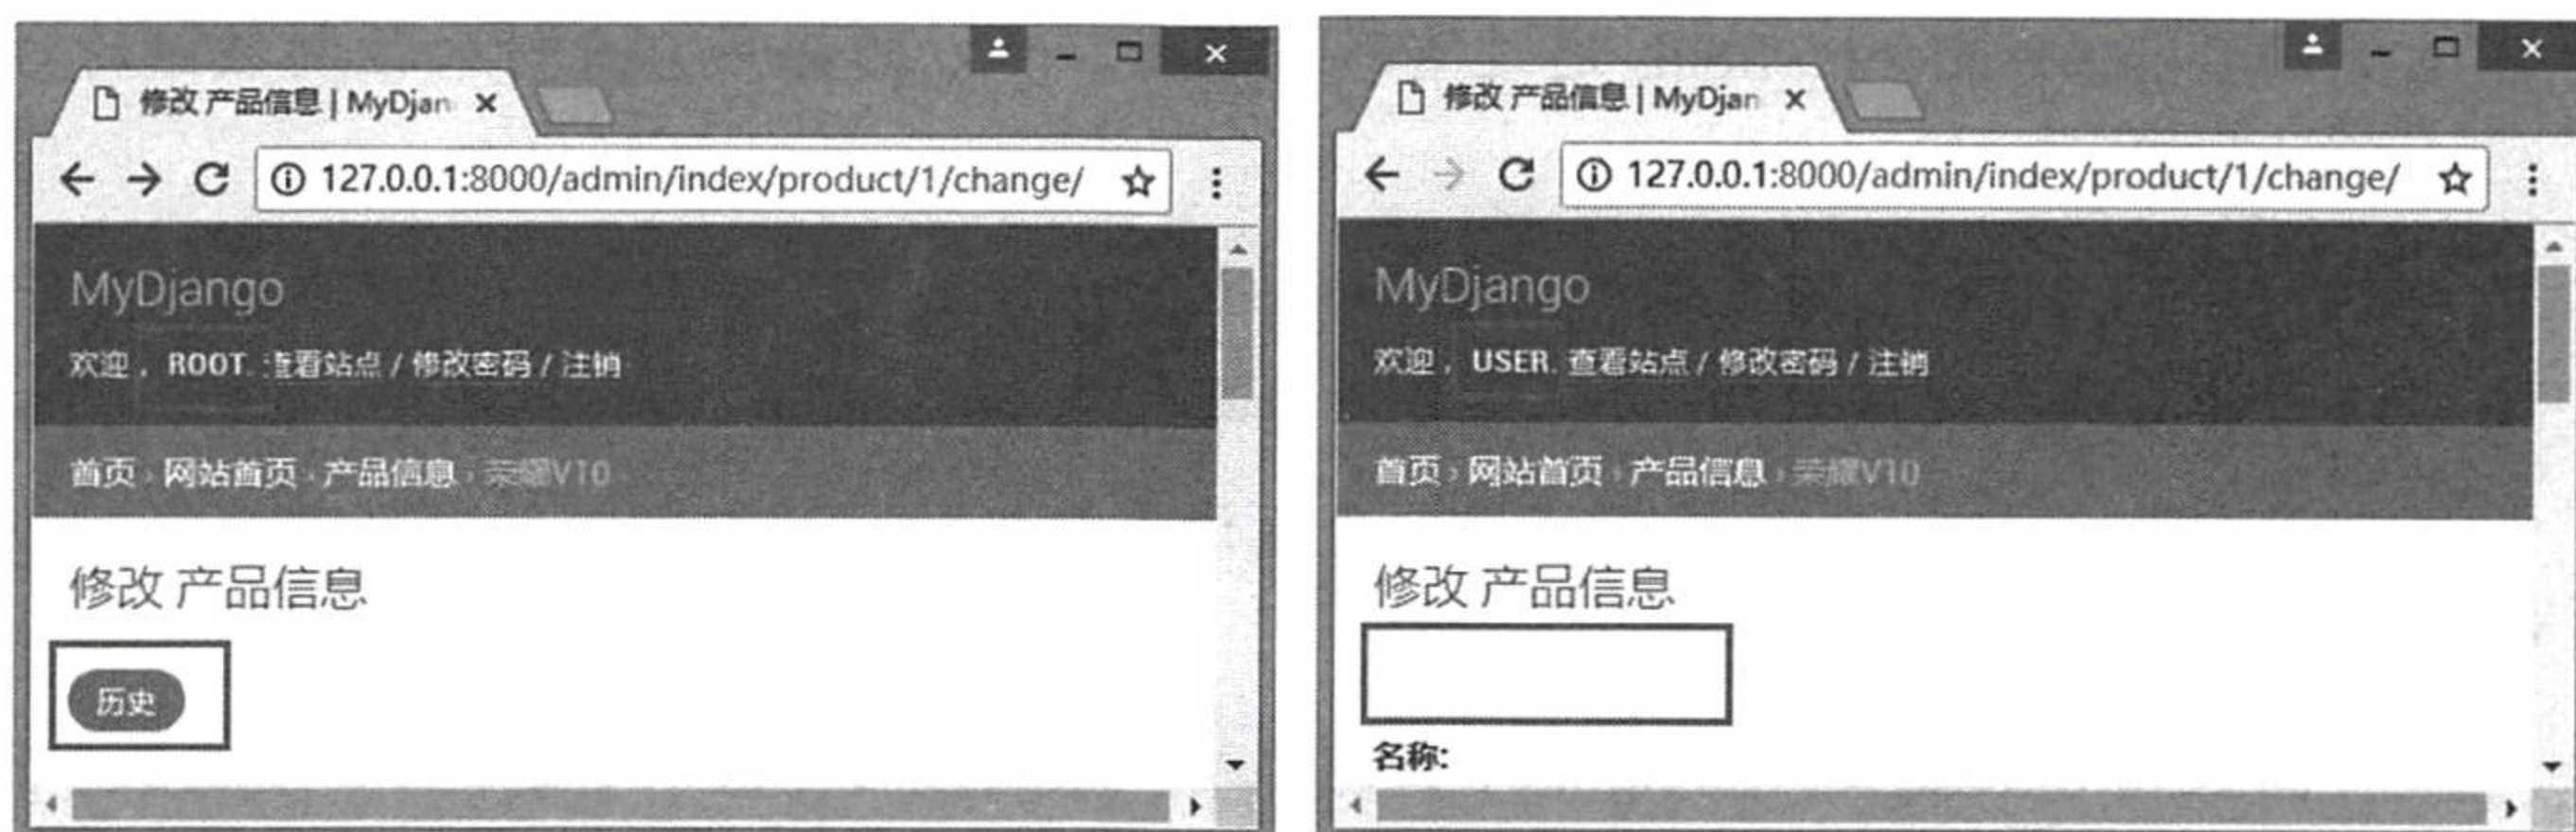 修改 产品信息 | MyDjan
127.0.0.1:8000/admin/index/product/1/change/
MyDjango
欢迎，ROOT. 查看站点 / 修改密码 / 注销
首页 › 网站首页 › 产品信息 › 荣耀V10
修改 产品信息
历史
修改 产品信息 | MyDjan
127.0.0.1:8000/admin/index/product/1/change/
MyDjango
欢迎，USER. 查看站点 / 修改密码 / 注销
首页 › 网站首页 › 产品信息 › 荣耀V10
修改 产品信息
名称: